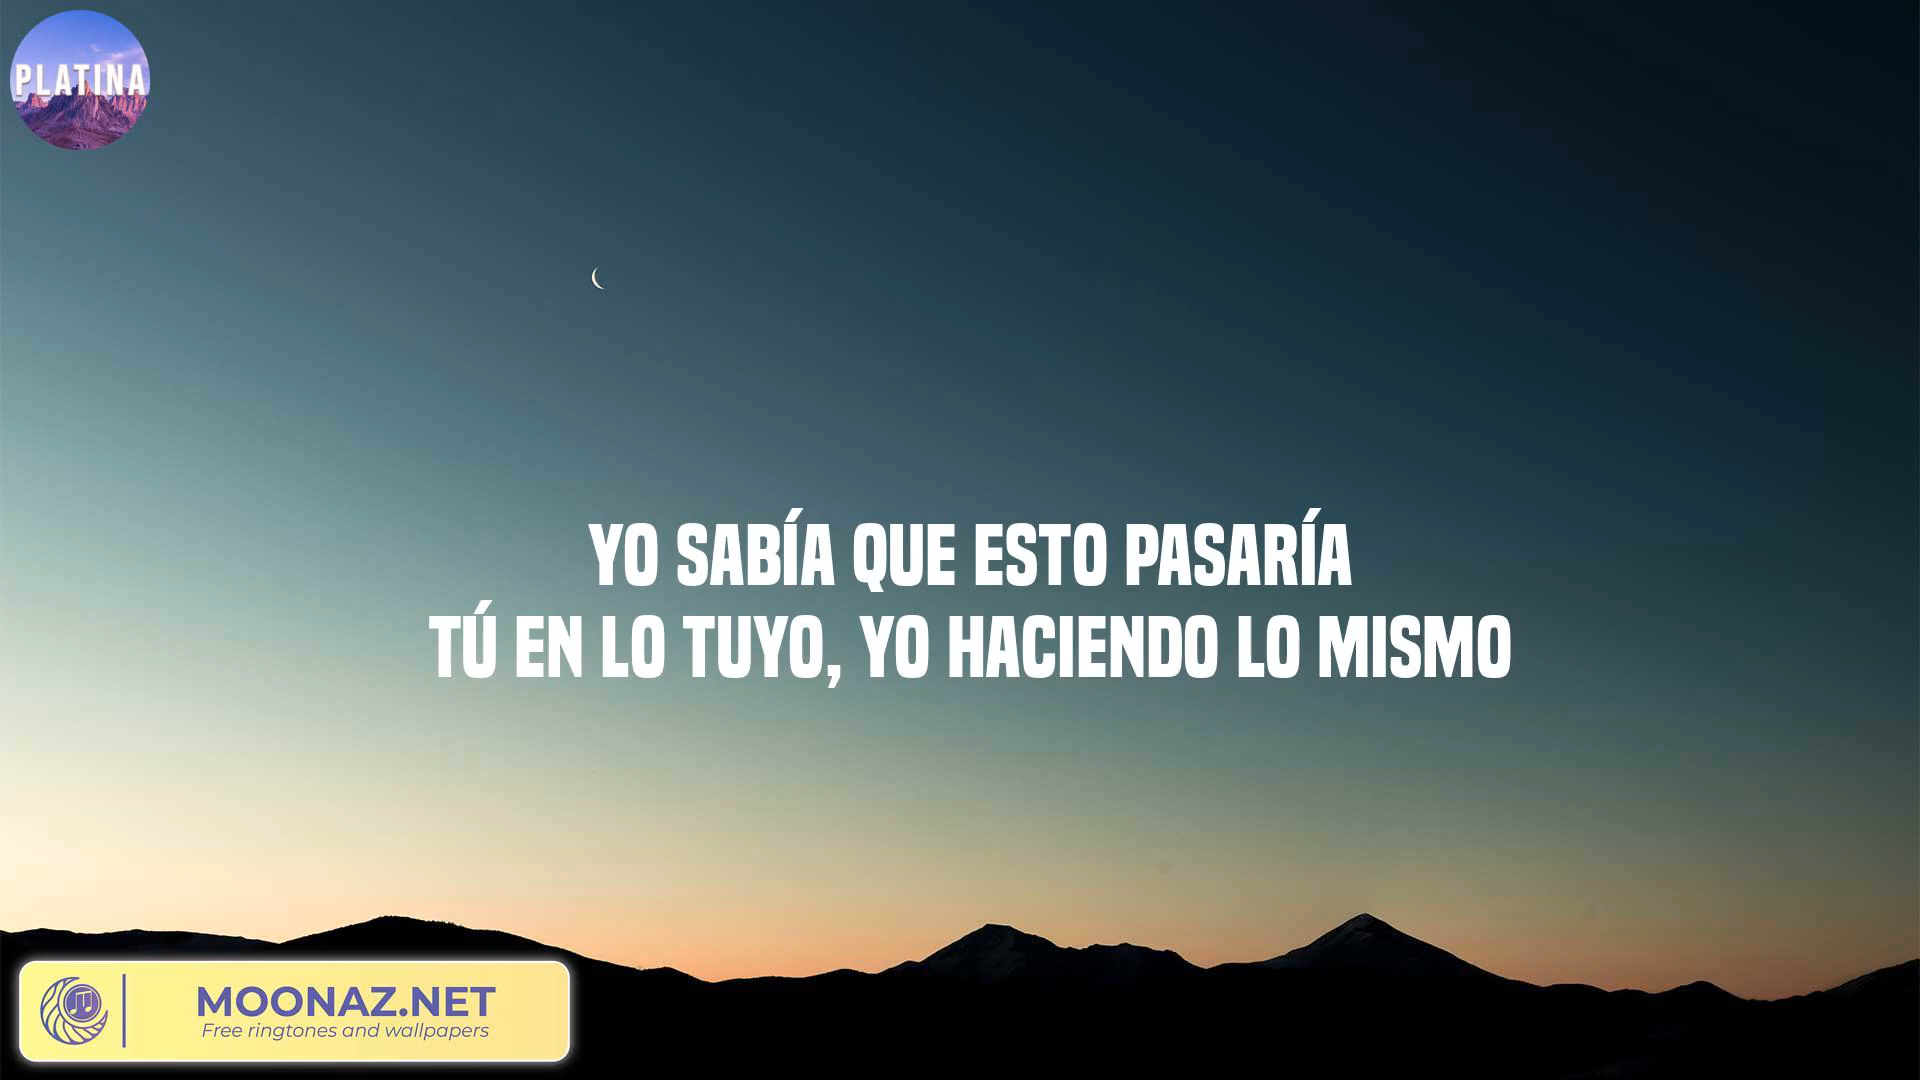 PLATINA
YO SABÍA QUE ESTO PASARÍA
TÚ EN LO TUYO, YO HACIENDO LO MISMO
MOONAZ.NET
Free ringtones and wallpapers